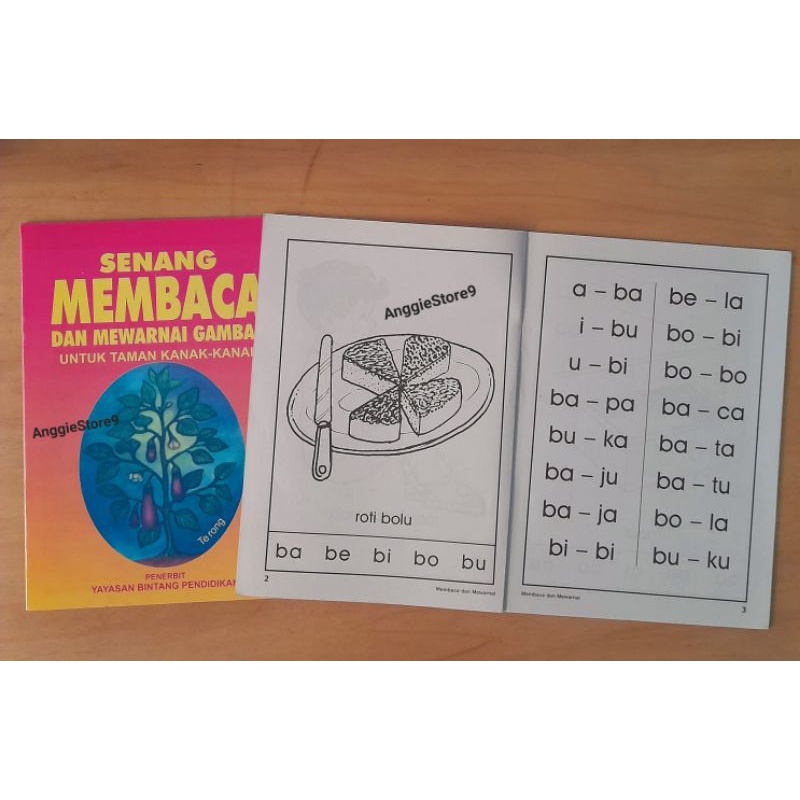 SENANG
MEMBACA
DAN MEWARNAI GAMBA
UNTUK TAMAN KANAK-KANAK
AnggieStore9
Terong
PENERBIT
YAYASAN BINTANG PENDIDIKAN
AnggieStore9
roti bolu
ba be bi bo bu
2
Membaca dan Mewarnai
a – ba be – la
i – bu bo – bi
u – bi bo – bo
ba – pa ba – ca
bu – ka ba – ta
ba – ju ba – tu
ba – ja bo – la
bi – bi bu – ku
Membaca dan Mewarnai
3